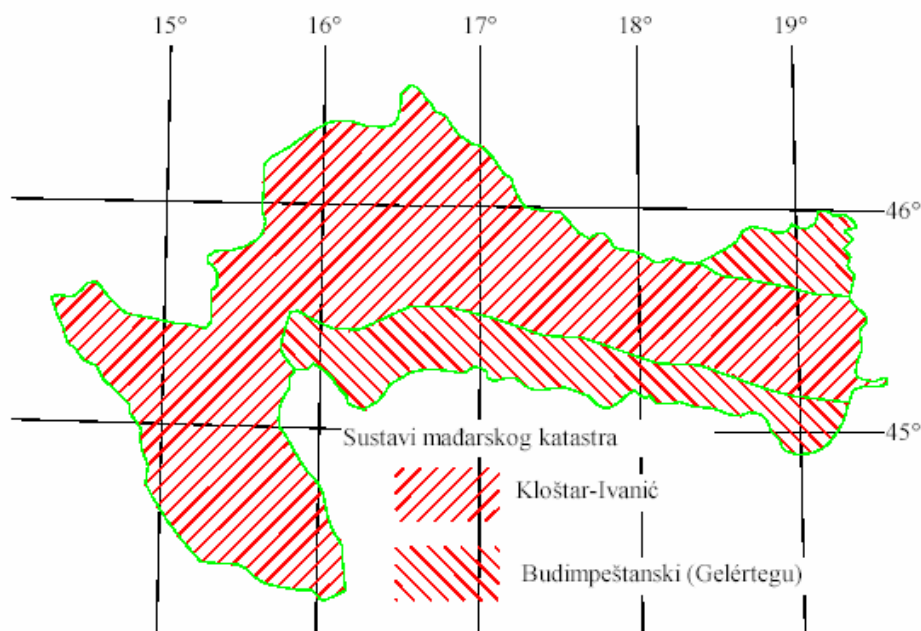 15° 16° 17° 18° 19°
46°
45°
Sustavi mađarskog katastra
Kloštar-Ivanić
Budimpeštanski (Gelértegu)